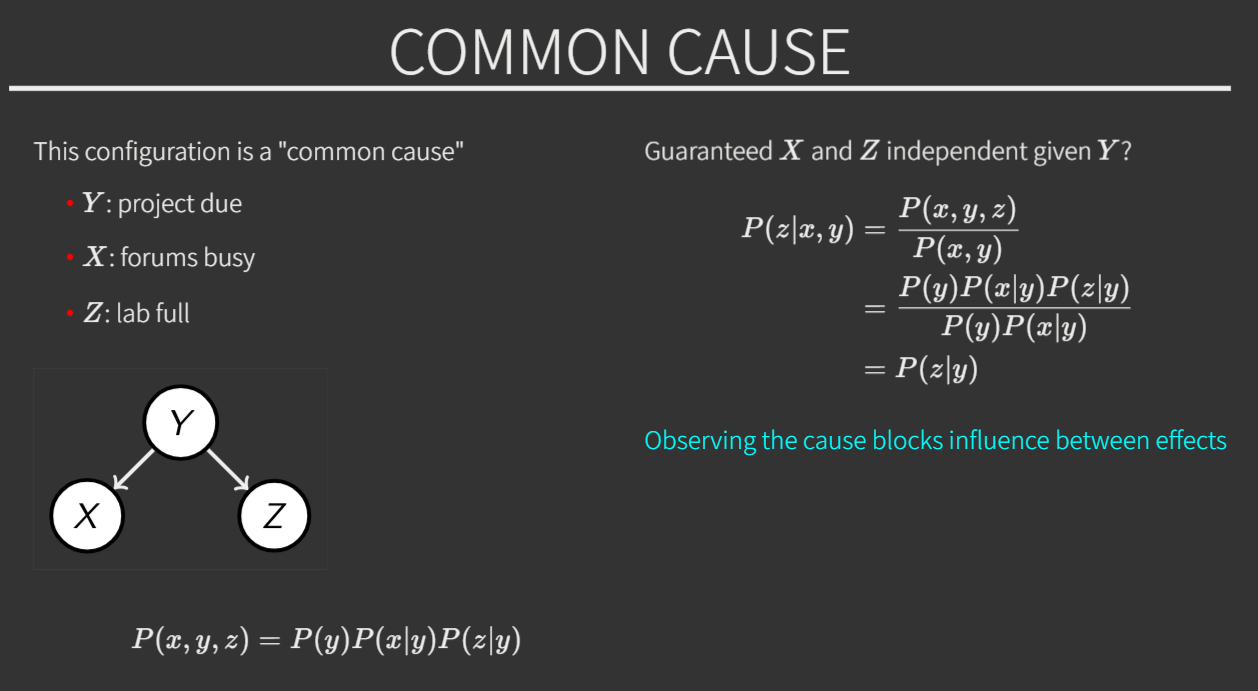 COMMON CAUSE
This configuration is a "common cause"
• Y: project due
• X: forums busy
• Z: lab full
Y
X Z
P(x, y, z) = P(y)P(x|y)P(z|y)
Guaranteed X and Z independent given Y?
P(z|x, y) = P(x, y, z) / P(x, y)
= P(y)P(x|y)P(z|y) / P(y)P(x|y)
= P(z|y)
Observing the cause blocks influence between effects